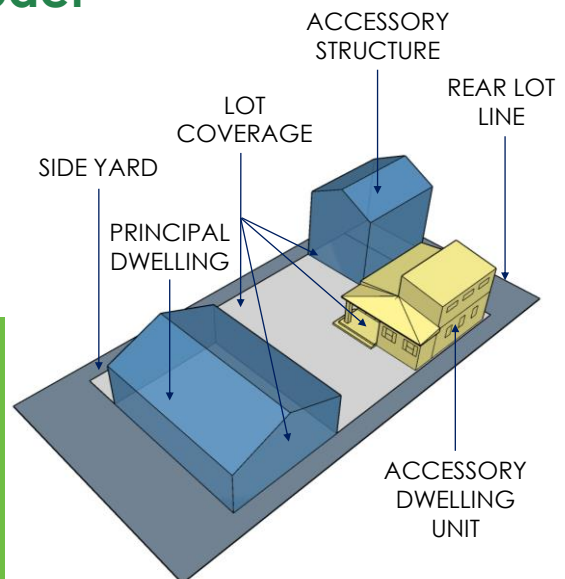 ACCESSORY
STRUCTURE
REAR LOT
LINE
LOT
COVERAGE
SIDE YARD
PRINCIPAL
DWELLING
ACCESSORY
DWELLING
UNIT